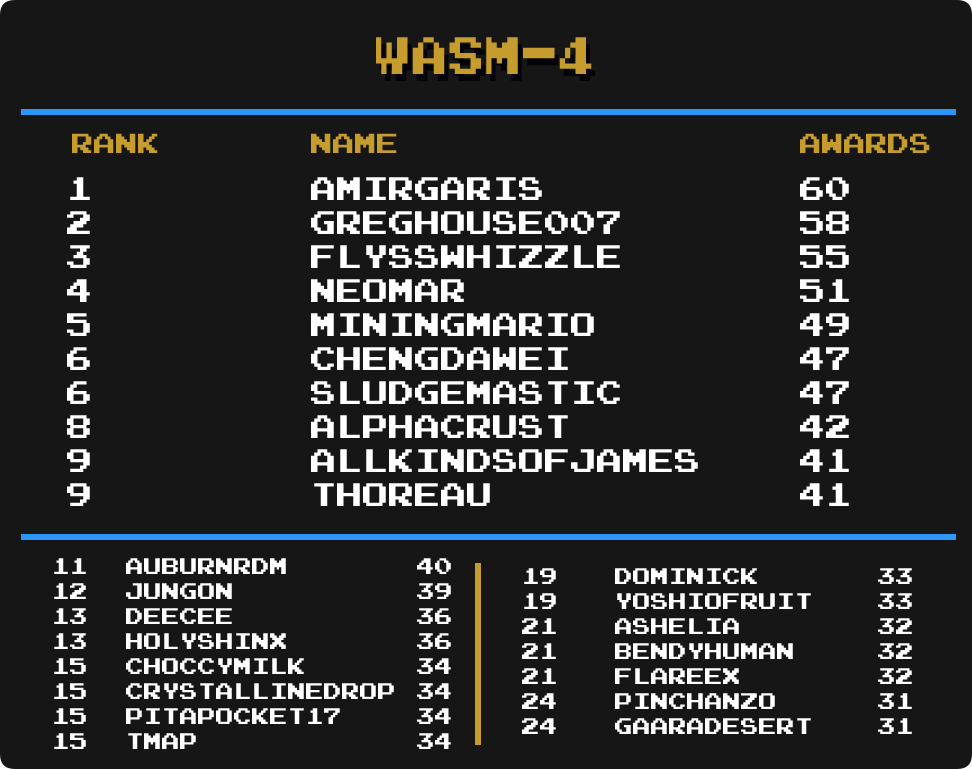 WASM-4
RANK NAME AWARDS
1 AMIRGARIS 60
2 GREGHOUSE007 58
3 FLYSSWHIZZLE 55
4 NEOMAR 51
5 MININGMARIO 49
6 CHENGDAWEI 47
6 SLUDGEMASTIC 47
8 ALPHACRUST 42
9 ALLKINDSOFJAMES 41
9 THOREAU 41
11 AUBURNRDM 40
12 JUNGON 39
13 DEECEE 36
13 HOLYSHINX 36
15 CHOCCYMILK 34
15 CRYSTALLINEDROP 34
15 PITAPOCKET17 34
15 TMAP 34
19 DOMINICK 33
19 YOSHIOFRUIT 33
21 ASHELIA 32
21 BENDYHUMAN 32
21 FLAREEX 32
24 PINCHANZO 31
24 GAARADESERT 31